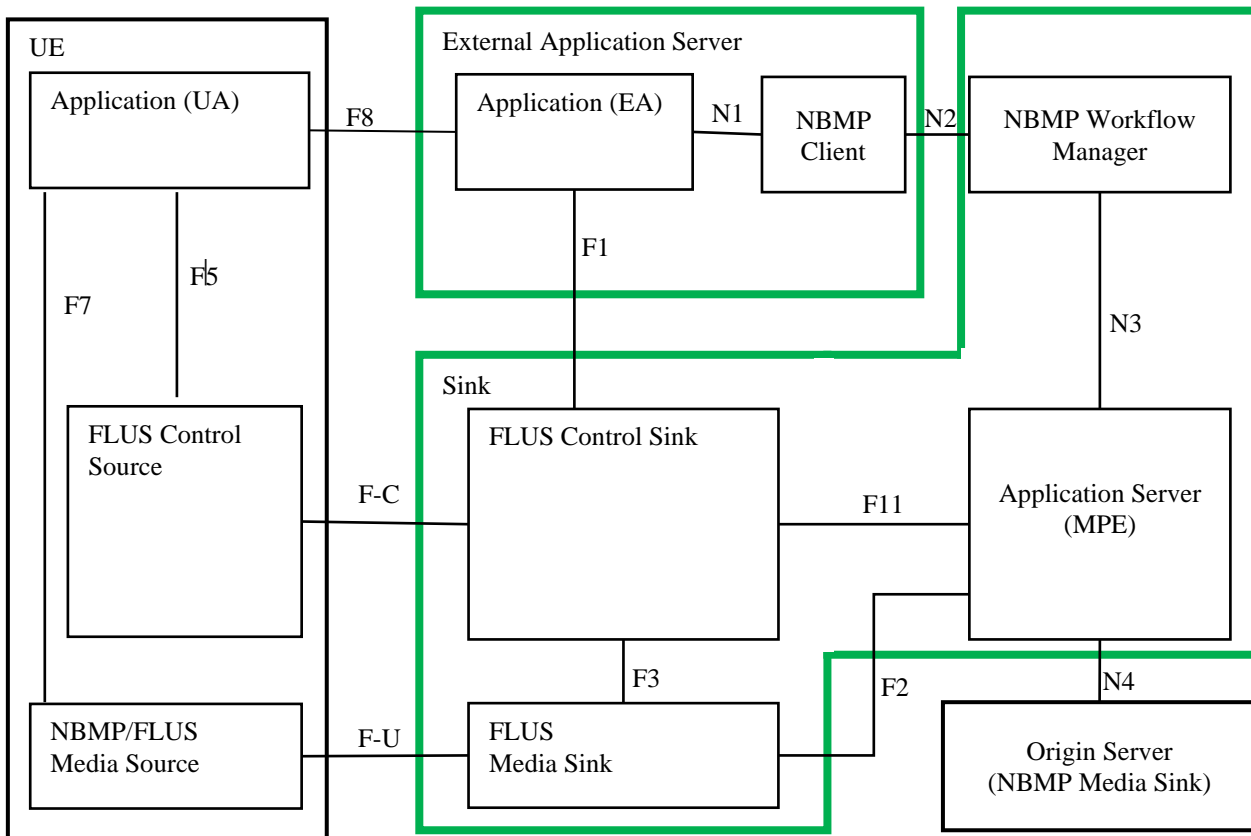 UE
External Application Server
Application (UA)
F8
Application (EA)
N1
NBMP
Client
N2
NBMP Workflow
Manager
F7
F5
F1
N3
Sink
FLUS Control
Source
F-C
FLUS Control Sink
F11
Application Server
(MPE)
F3
F2
N4
NBMP/FLUS
Media Source
F-U
FLUS
Media Sink
Origin Server
(NBMP Media Sink)